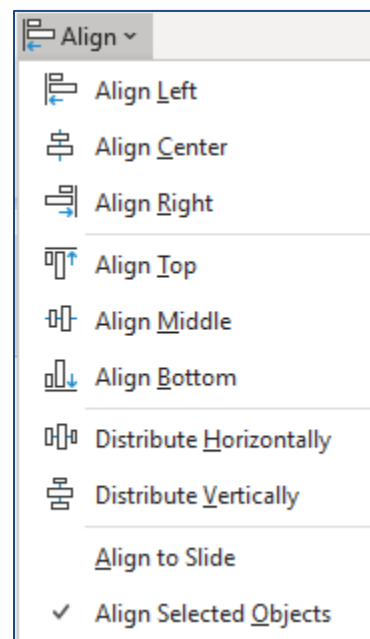 Align
Align Left
Align Center
Align Right
Align Top
Align Middle
Align Bottom
Distribute Horizontally
Distribute Vertically
Align to Slide
Align Selected Objects